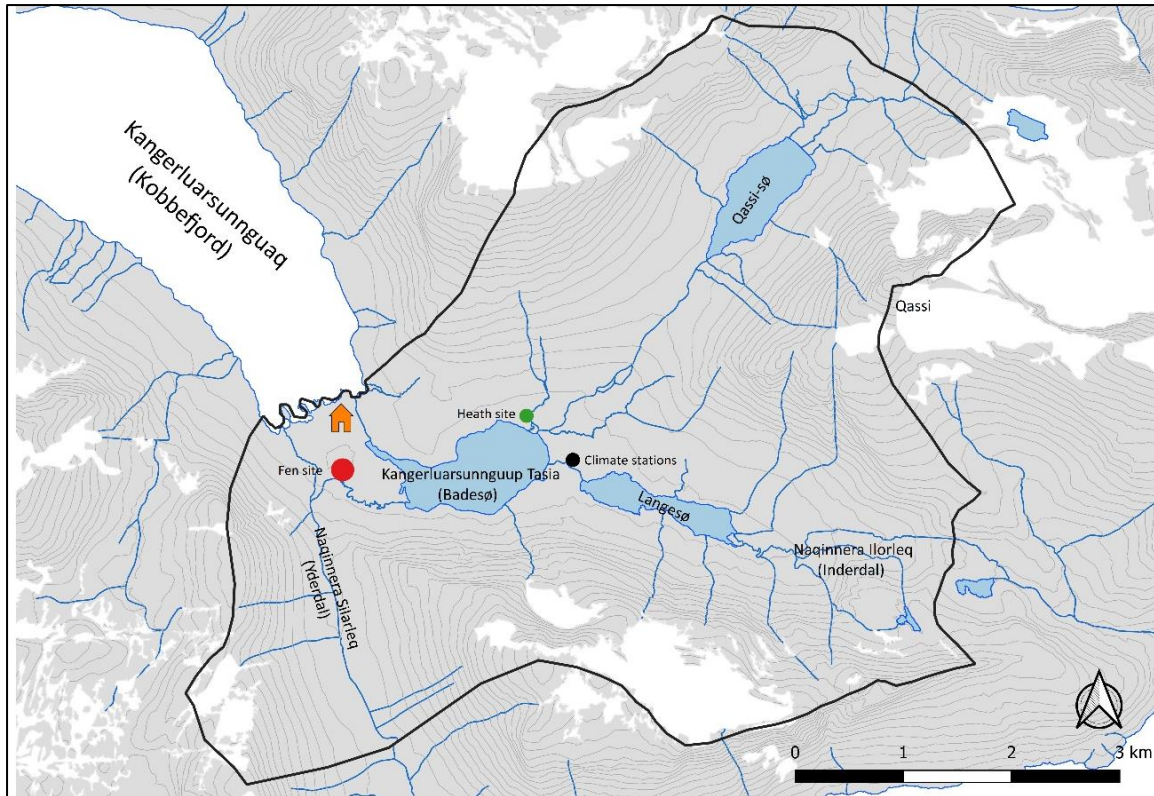 Kangerluarsunnguaq
(Kobbefjord)
Qassi-sø
Qassi
Heath site
Climate stations
Fen site
Kangerluarsunnguup Tasia
(Badesø)
Langesø
Naqinnera Ilorleq
(Inderdal)
Naqinnera Silarleq
(Yderdal)
0 1 2 3 km